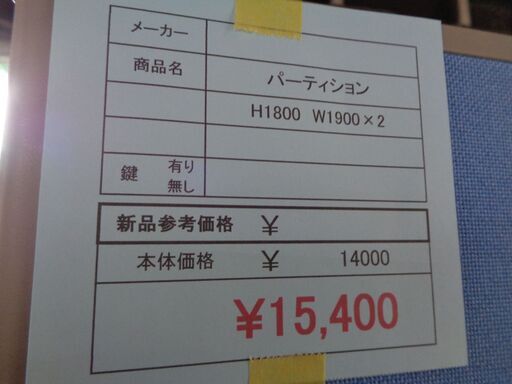 メーカー
商品名 パーティション
H1800 W1900×2
鍵 有り
無し
新品参考価格 ¥
本体価格 ¥ 14000
¥15,400